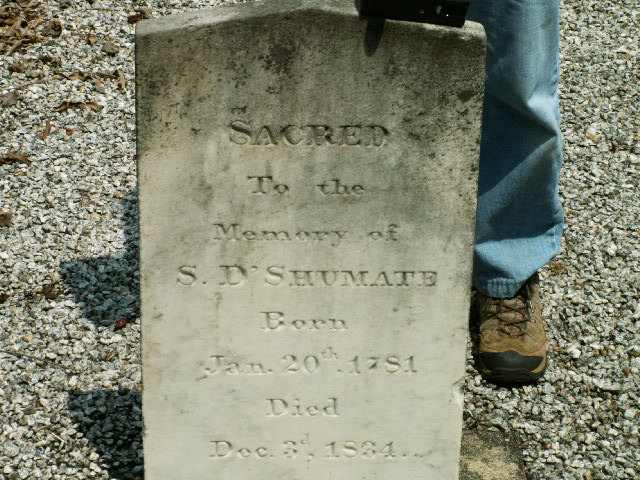 SACRED
To the
Memory of
S. D'SHUMATE
Born
Jan. 20th. 1781
Died
Dec. 3d, 1834.